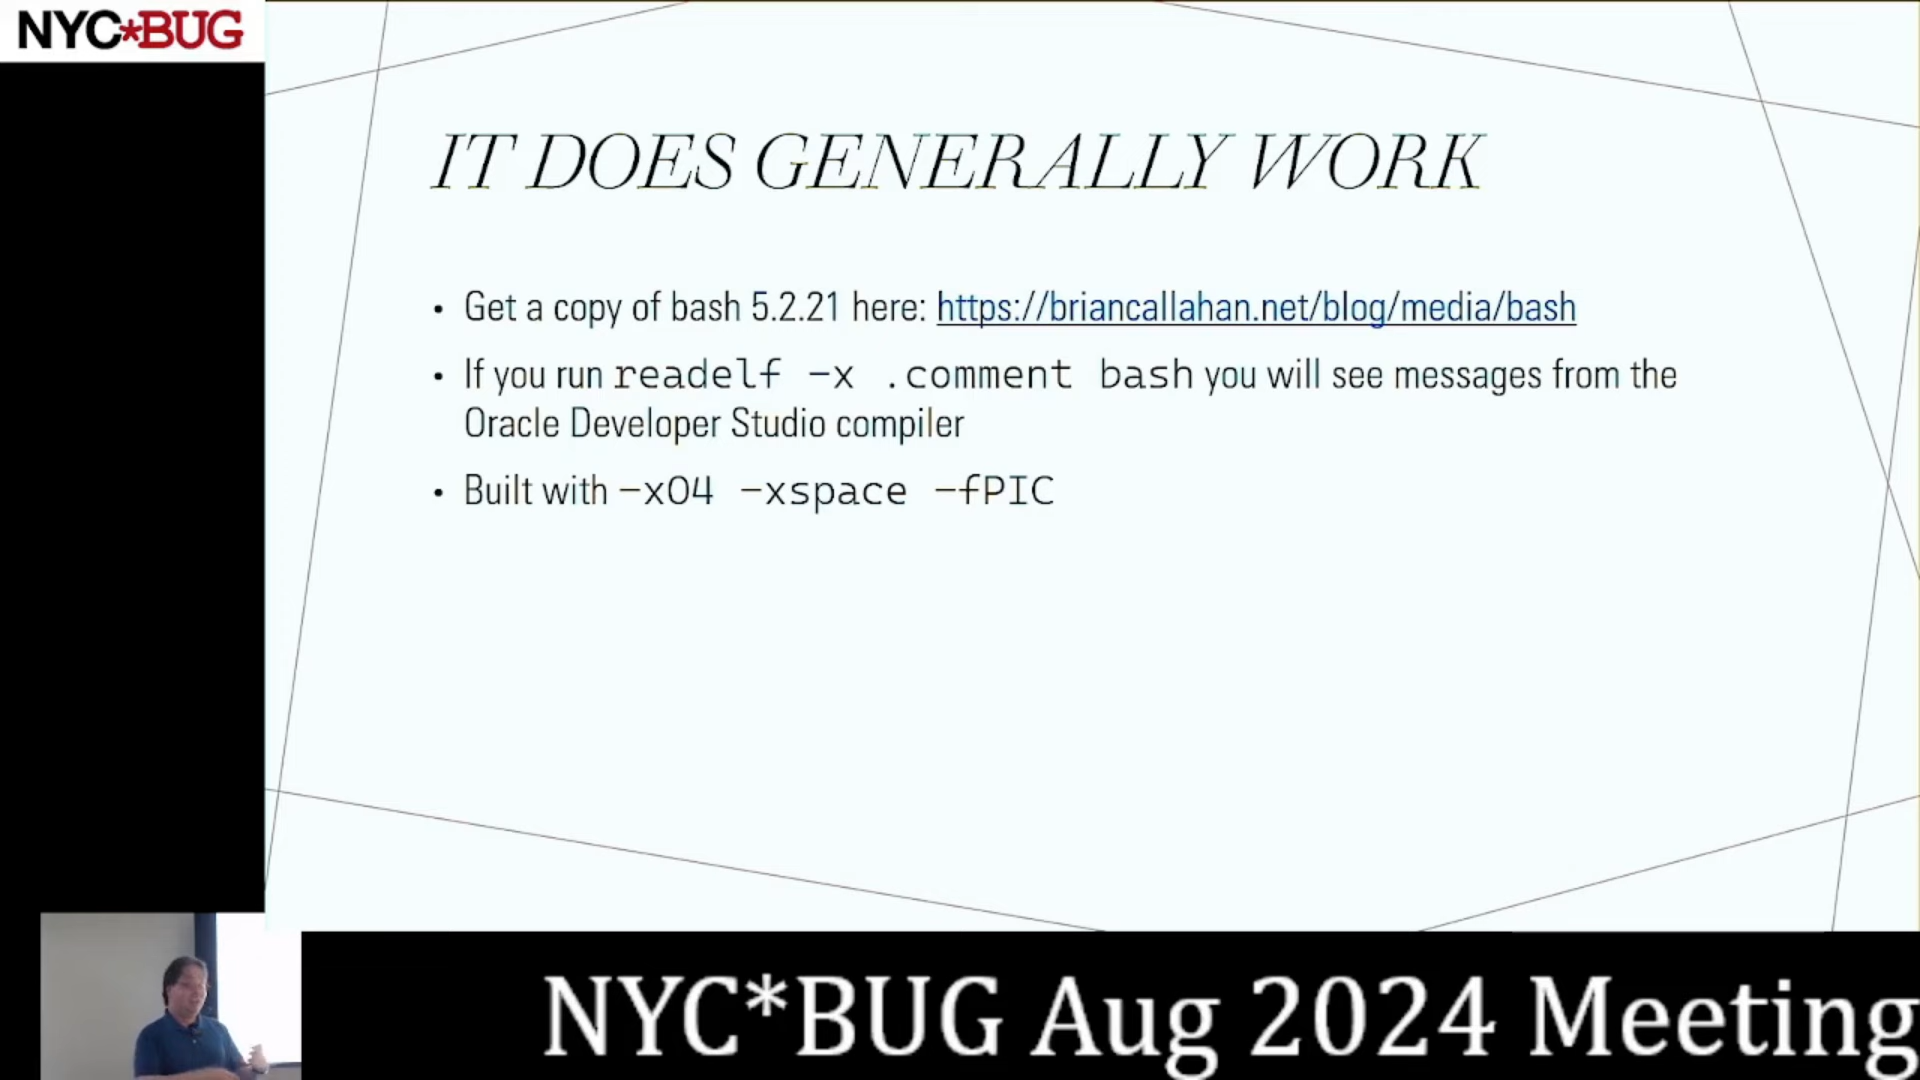 NYC*BUG
IT DOES GENERALLY WORK
• Get a copy of bash 5.2.21 here: https://briancallahan.net/blog/media/bash
• If you run readelf -x .comment bash you will see messages from the
Oracle Developer Studio compiler
• Built with -xO4 -xspace -fPIC
NYC*BUG Aug 2024 Meeting